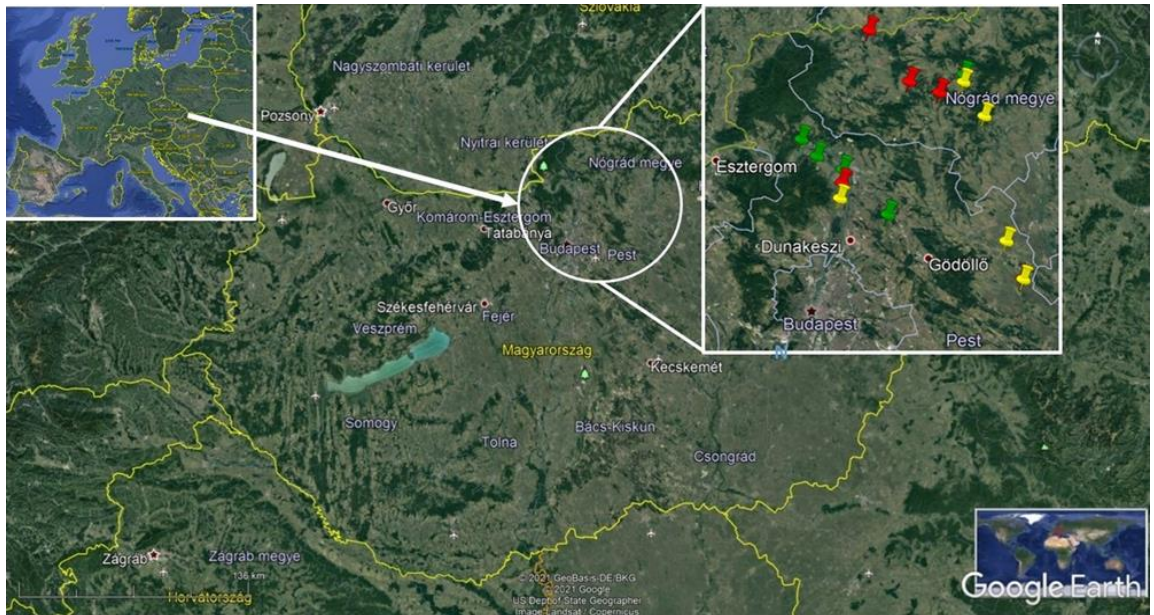 Szlovákia
Nagyszombati kerület
Pozsony
Nyitrai kerület
Nógrád megye
Győr
Komárom-Esztergom
Tatabánya
Budapest
Pest
Székesfehérvár
Fejér
Veszprém
Magyarország
Kecskemét
Somogy
Tolna
Bács-Kiskun
Csongrád
Zágráb
Zágráb megye
136 km
Horvátország
© 2021 GeoBasis-DE/BKG
© 2021 Google
US Dept of State Geographer
Image Landsat / Copernicus
N
Nógrád megye
Esztergom
Dunakeszi
Gödöllő
Budapest
Pest
N
Google Earth